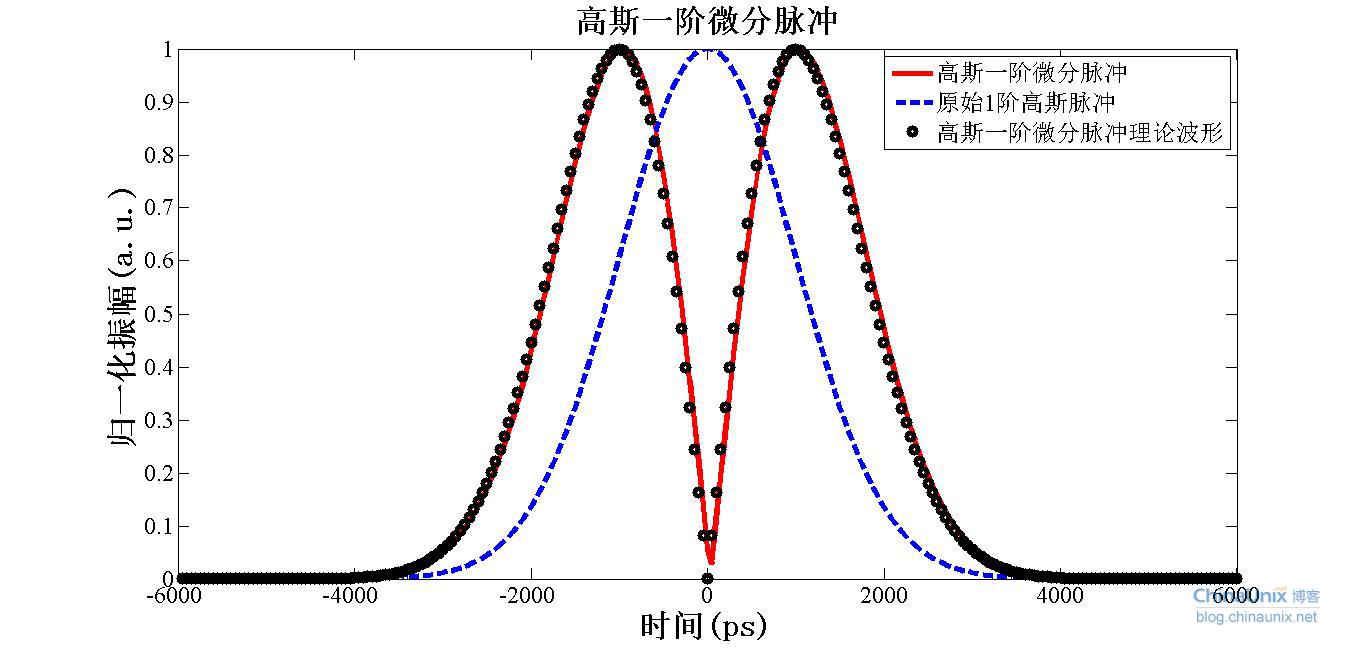 高斯一阶微分脉冲
高斯一阶微分脉冲
原始1阶高斯脉冲
高斯一阶微分脉冲理论波形
归一化振幅(a.u.)
1
0.9
0.8
0.7
0.6
0.5
0.4
0.3
0.2
0.1
0
-6000
-4000
-2000
0
2000
4000
6000
时间(ps)
ChinaUnix 博客
blog.chinaunix.net